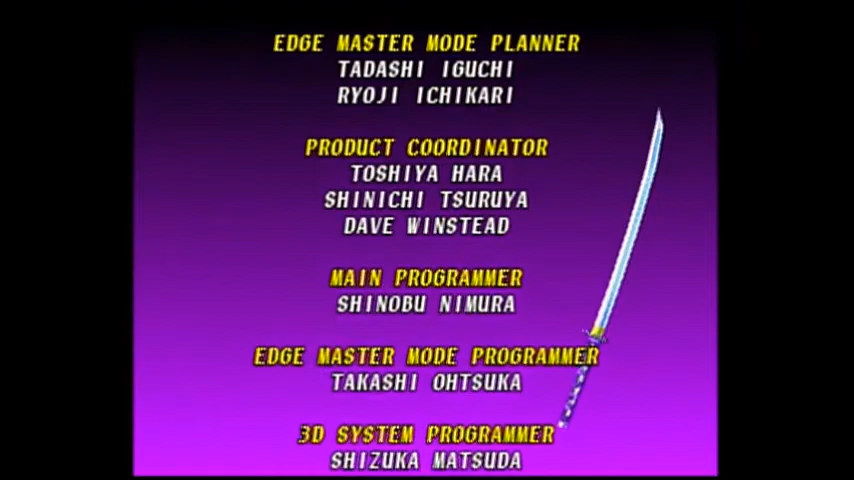 EDGE MASTER MODE PLANNER
TADASHI IGUCHI
RYOJI ICHIKARI
PRODUCT COORDINATOR
TOSHIYA HARA
SHINICHI TSURUYA
DAVE WINSTEAD
MAIN PROGRAMMER
SHINOBU NIMURA
EDGE MASTER MODE PROGRAMMER
TAKASHI OHTSUKA
3D SYSTEM PROGRAMMER
SHIZUKA MATSUDA